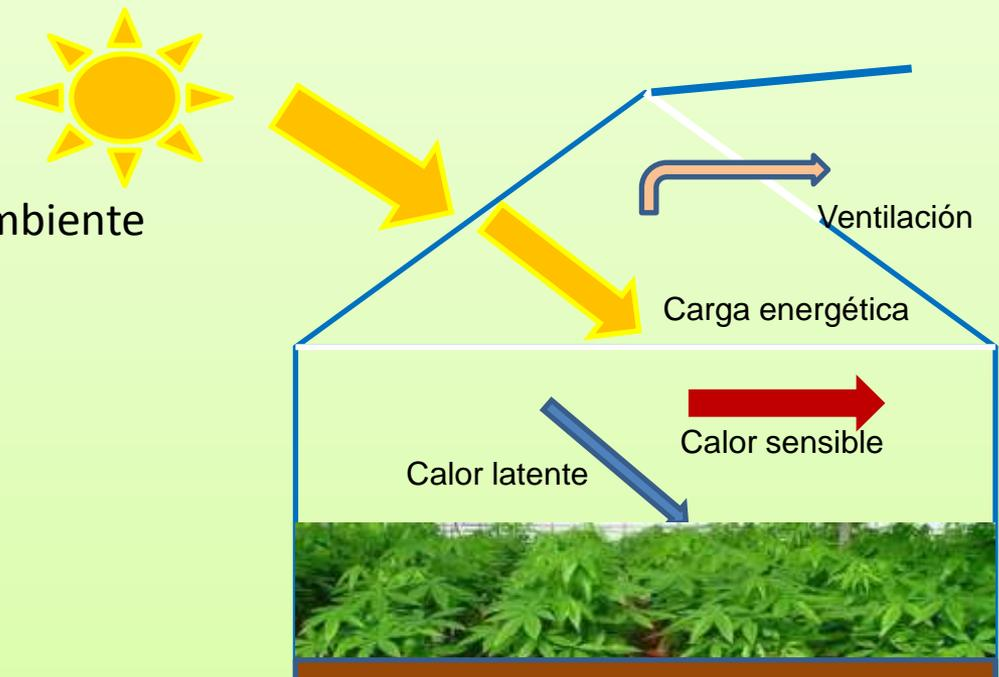 mbiente
Ventilación
Carga energética
Calor sensible
Calor latente